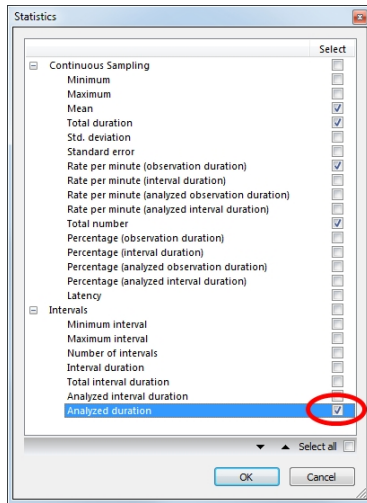 Statistics
Select
Continuous Sampling
Minimum
Maximum
Mean
Total duration
Std. deviation
Standard error
Rate per minute (observation duration)
Rate per minute (interval duration)
Rate per minute (analyzed observation duration)
Rate per minute (analyzed interval duration)
Total number
Percentage (observation duration)
Percentage (interval duration)
Percentage (analyzed observation duration)
Percentage (analyzed interval duration)
Latency
Intervals
Minimum interval
Maximum interval
Number of intervals
Interval duration
Total interval duration
Analyzed interval duration
Analyzed duration
Select all
OK Cancel